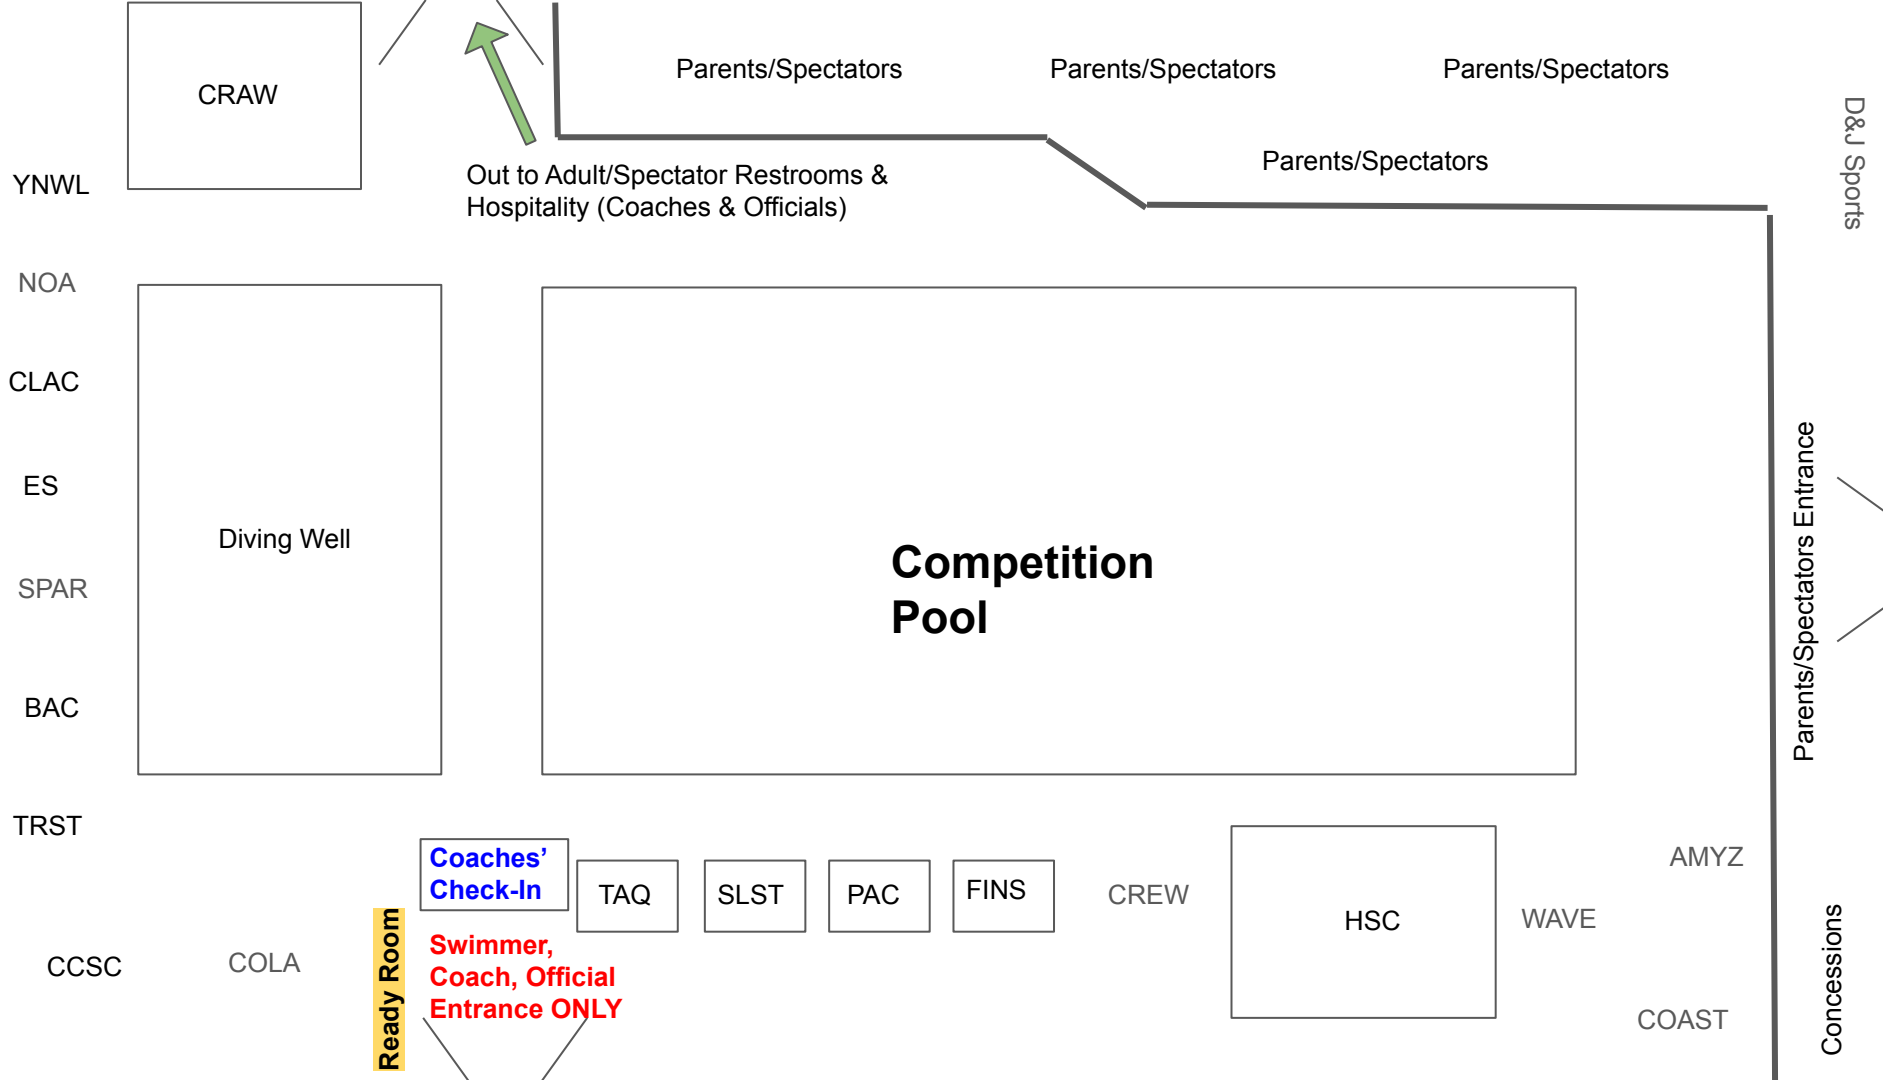 Parents/Spectators
Parents/Spectators
Parents/Spectators
CRAW
D&J Sports
Parents/Spectators
YNWL
Out to Adult/Spectator Restrooms &
Hospitality (Coaches & Officials)
NOA
CLAC
ES
Diving Well
Competition
Pool
Parents/Spectators Entrance
SPAR
BAC
TRST
Coaches’
Check-In
TAQ
SLST
PAC
FINS
CREW
HSC
WAVE
AMYZ
CCSC
COLA
Ready Room
Swimmer,
Coach, Official
Entrance ONLY
COAST
Concessions